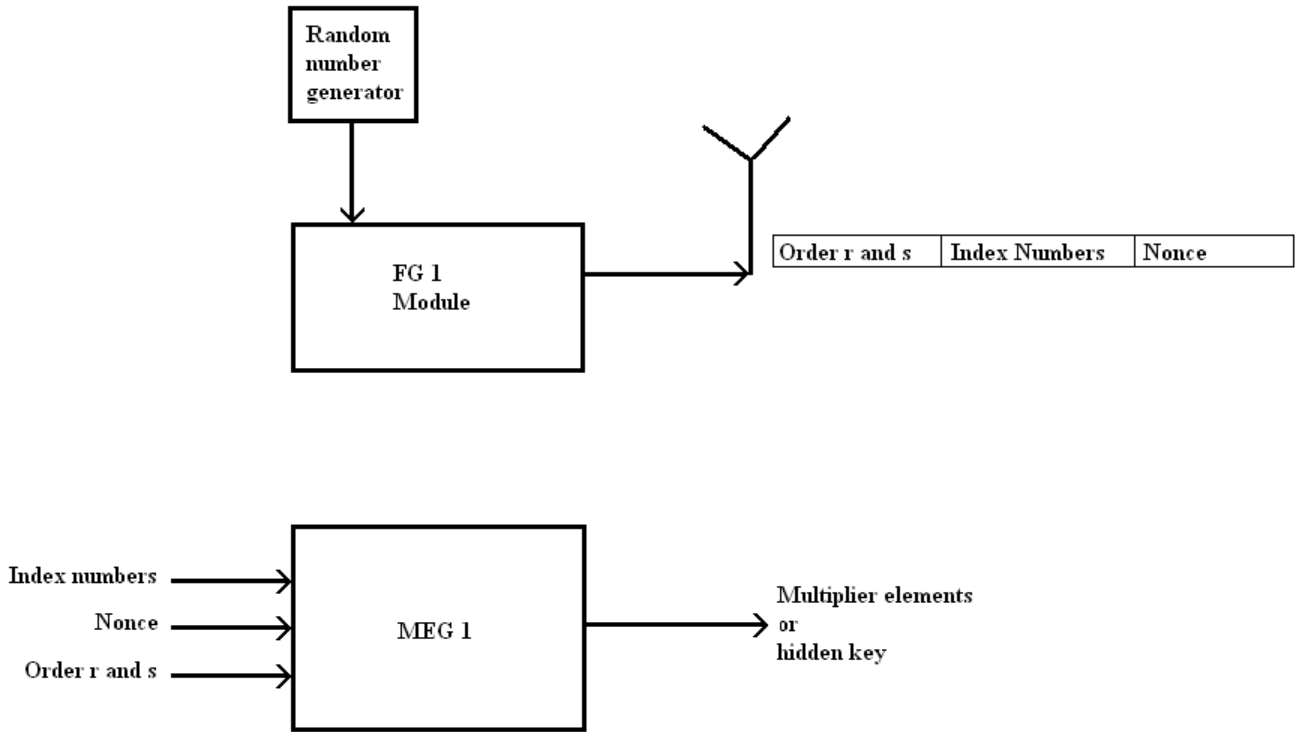 Random
number
generator
FG 1
Module
Order r and s Index Numbers Nonce
Index numbers
Nonce
Order r and s
MEG 1
Multiplier elements
or
hidden key